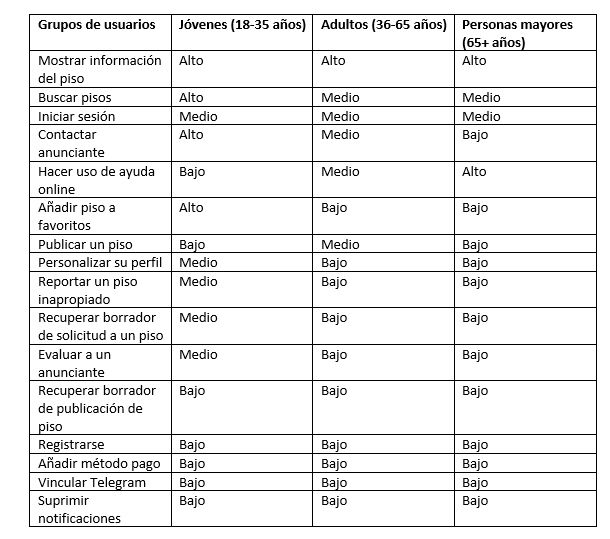 Grupos de usuarios Jóvenes (18-35 años) Adultos (36-65 años) Personas mayores
(65+ años)
Mostrar información Alto Alto Alto
del piso
Buscar pisos Alto Medio Medio
Iniciar sesión Medio Medio Medio
Contactar Alto Medio Bajo
anunciante
Hacer uso de ayuda Bajo Medio Alto
online
Añadir piso a Alto Bajo Bajo
favoritos
Publicar un piso Bajo Medio Bajo
Personalizar su perfil Medio Bajo Bajo
Reportar un piso Medio Bajo Bajo
inapropiado
Recuperar borrador Medio Bajo Bajo
de solicitud a un piso
Evaluar a un Medio Bajo Bajo
anunciante
Recuperar borrador Bajo Bajo Bajo
de publicación de
piso
Registrarse Bajo Bajo Bajo
Añadir método pago Bajo Bajo Bajo
Vincular Telegram Bajo Bajo Bajo
Suprimir Bajo Bajo Bajo
notificaciones